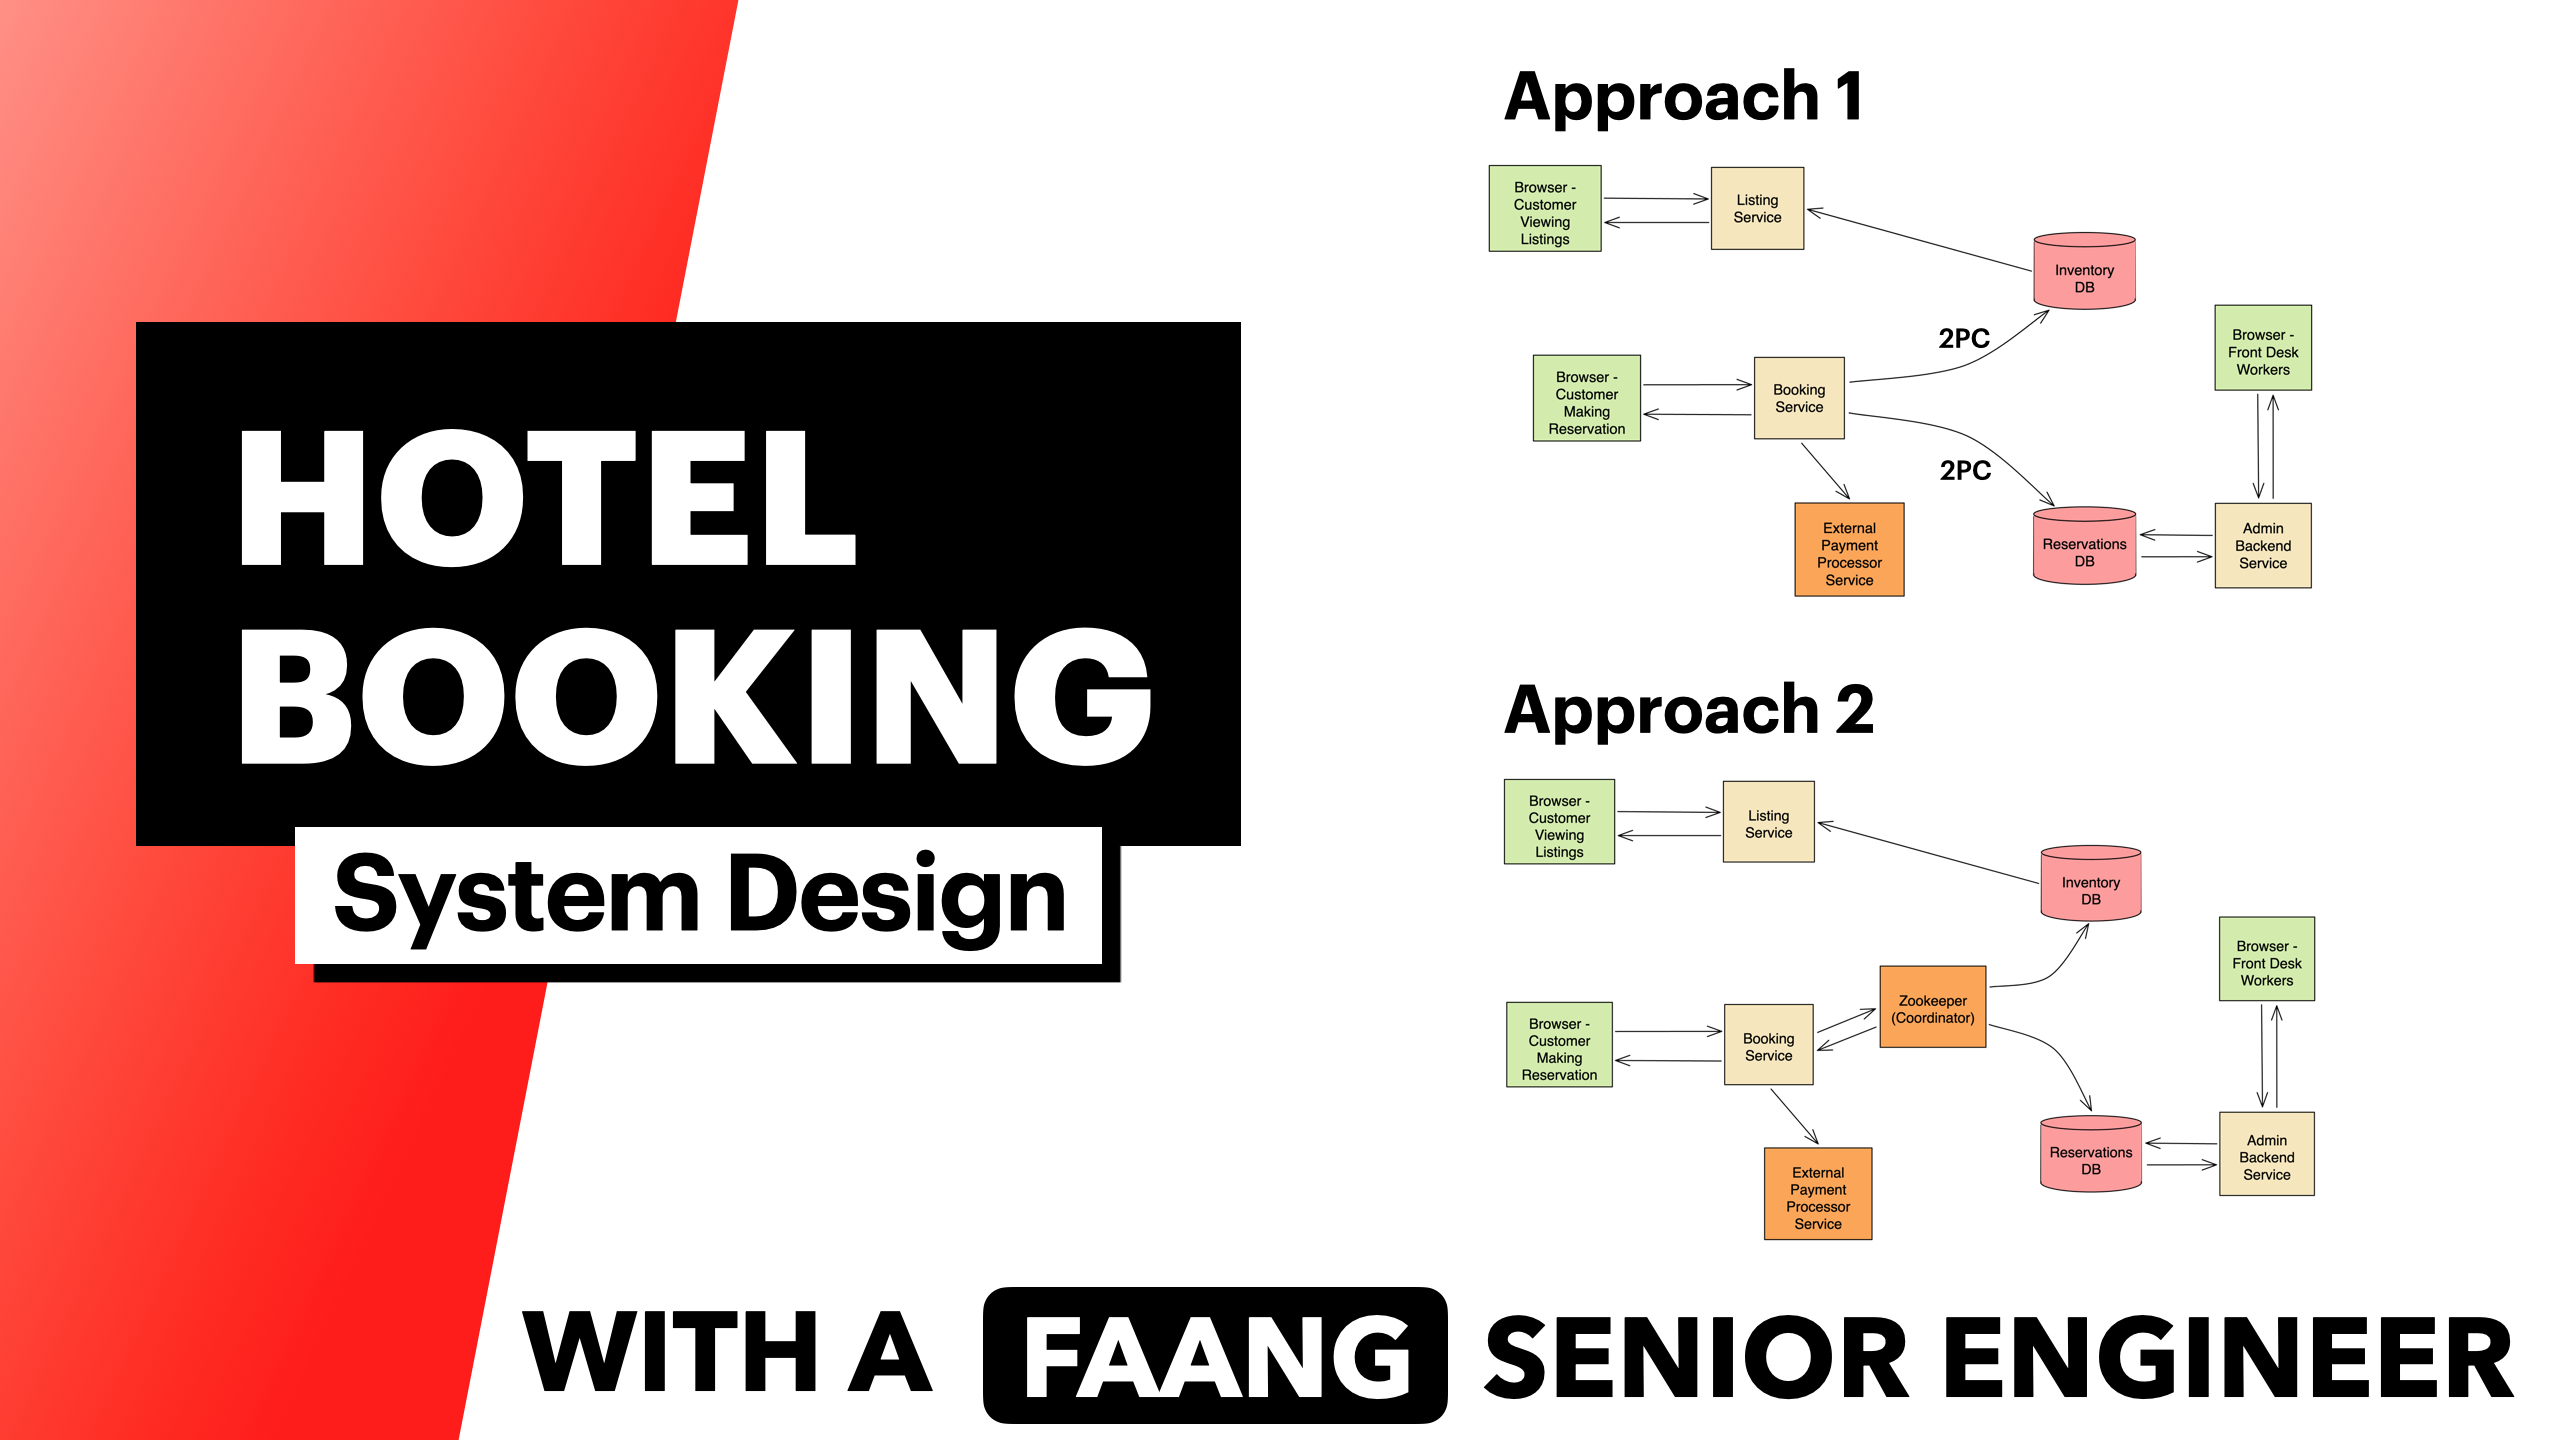 HOTEL
BOOKING
System Design
WITH A FAANG SENIOR ENGINEER
Approach 1
Browser -
Customer
Viewing
Listings
Listing
Service
Inventory
DB
2PC
Browser -
Front Desk
Workers
Browser -
Customer
Making
Reservation
Booking
Service
2PC
External
Payment
Processor
Service
Reservations
DB
Admin
Backend
Service
Approach 2
Browser -
Customer
Viewing
Listings
Listing
Service
Inventory
DB
Browser -
Front Desk
Workers
Zookeeper
(Coordinator)
Browser -
Customer
Making
Reservation
Booking
Service
External
Payment
Processor
Service
Reservations
DB
Admin
Backend
Service